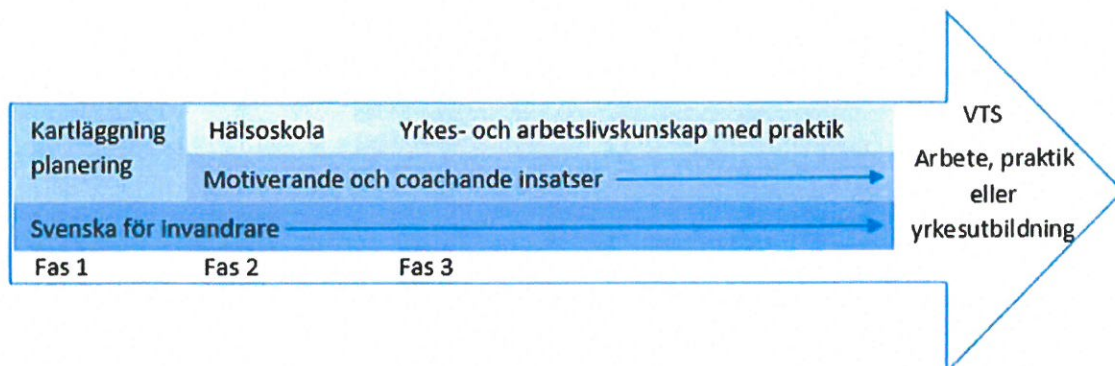 Kartläggning
planering
Hälsoskola
Yrkes- och arbetslivskunskap med praktik
Motiverande och coachande insatser
Svenska för invandrare
Fas 1
Fas 2
Fas 3
VTS
Arbete, praktik
eller
yrkesutbildning